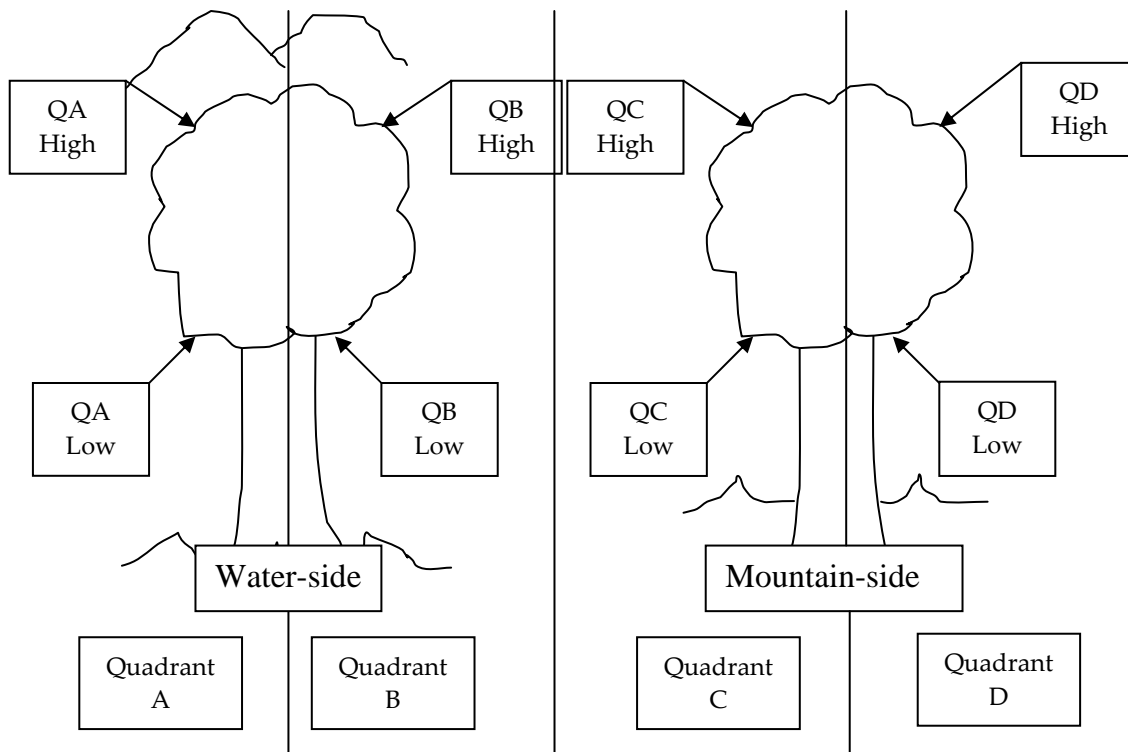 QA
High
QB
High
QC
High
QD
High
QA
Low
QB
Low
QC
Low
QD
Low
Water-side
Mountain-side
Quadrant
A
Quadrant
B
Quadrant
C
Quadrant
D